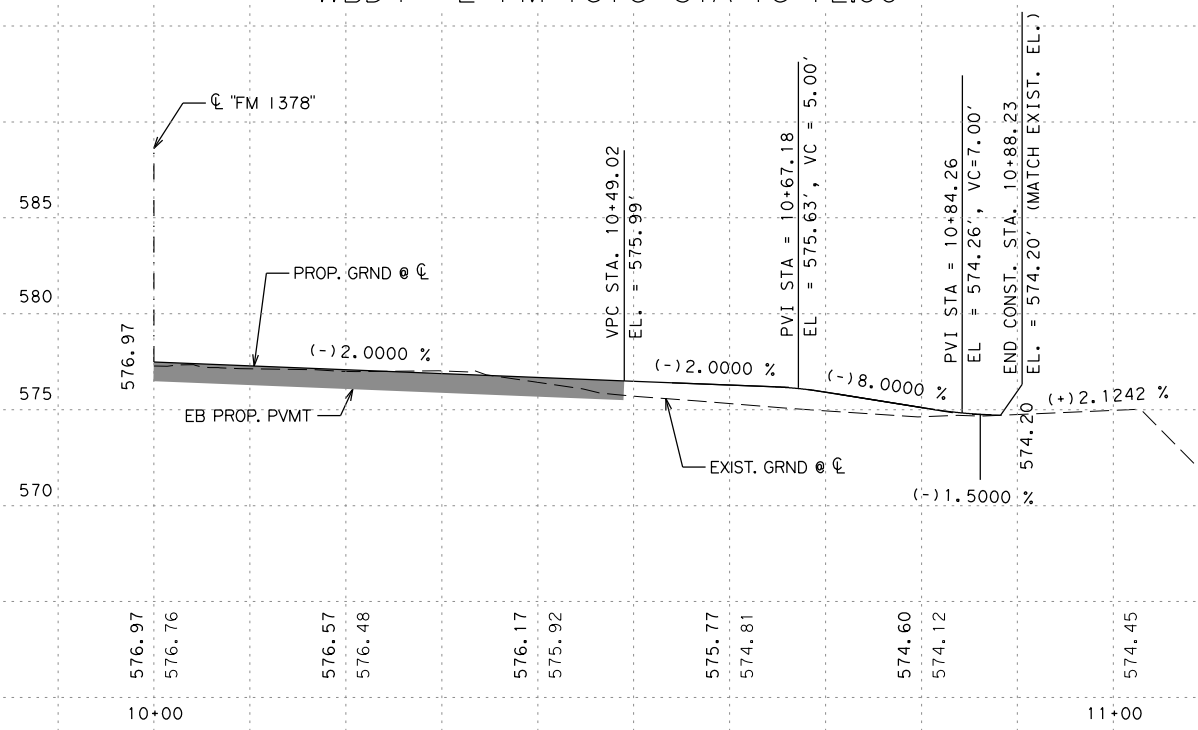 ℄ "FM 1378"
585
580
575
570
576.97
PROP. GRND @ ℄
(-)2.0000 %
EB PROP. PVMT
VPC STA. 10+49.02
EL. = 575.99'
(-)2.0000 %
PVI STA = 10+67.18
EL = 575.63', VC = 5.00'
(-)8.0000 %
PVI STA = 10+84.26
EL = 574.26', VC=7.00'
END CONST. STA. 10+88.23
EL. = 574.20' (MATCH EXIST. EL.)
574.20
(+)2.1242 %
EXIST. GRND @ ℄
(-)1.5000 %
576.97
576.76
576.57
576.48
576.17
575.92
575.77
574.81
574.60
574.12
574.45
10+00
11+00